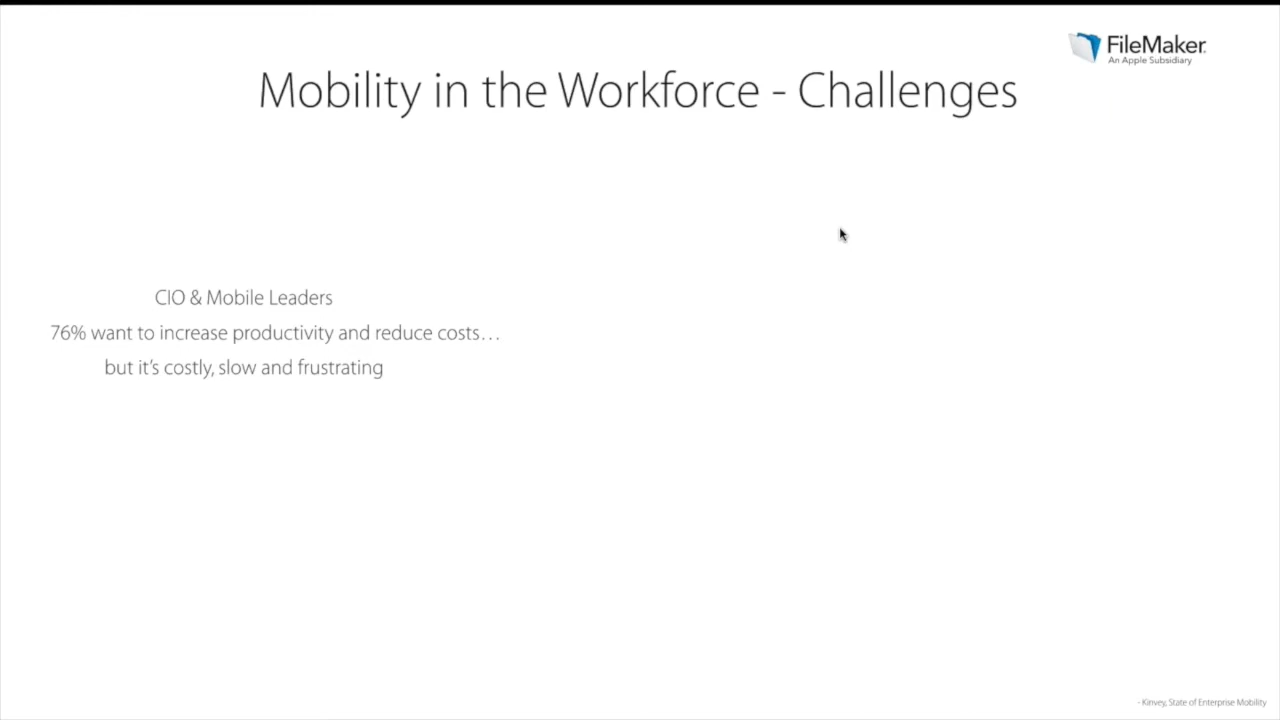 FileMaker
An Apple Subsidiary
Mobility in the Workforce - Challenges
CIO & Mobile Leaders
76% want to increase productivity and reduce costs…
but it's costly, slow and frustrating
- Kinvey, State of Enterprise Mobility